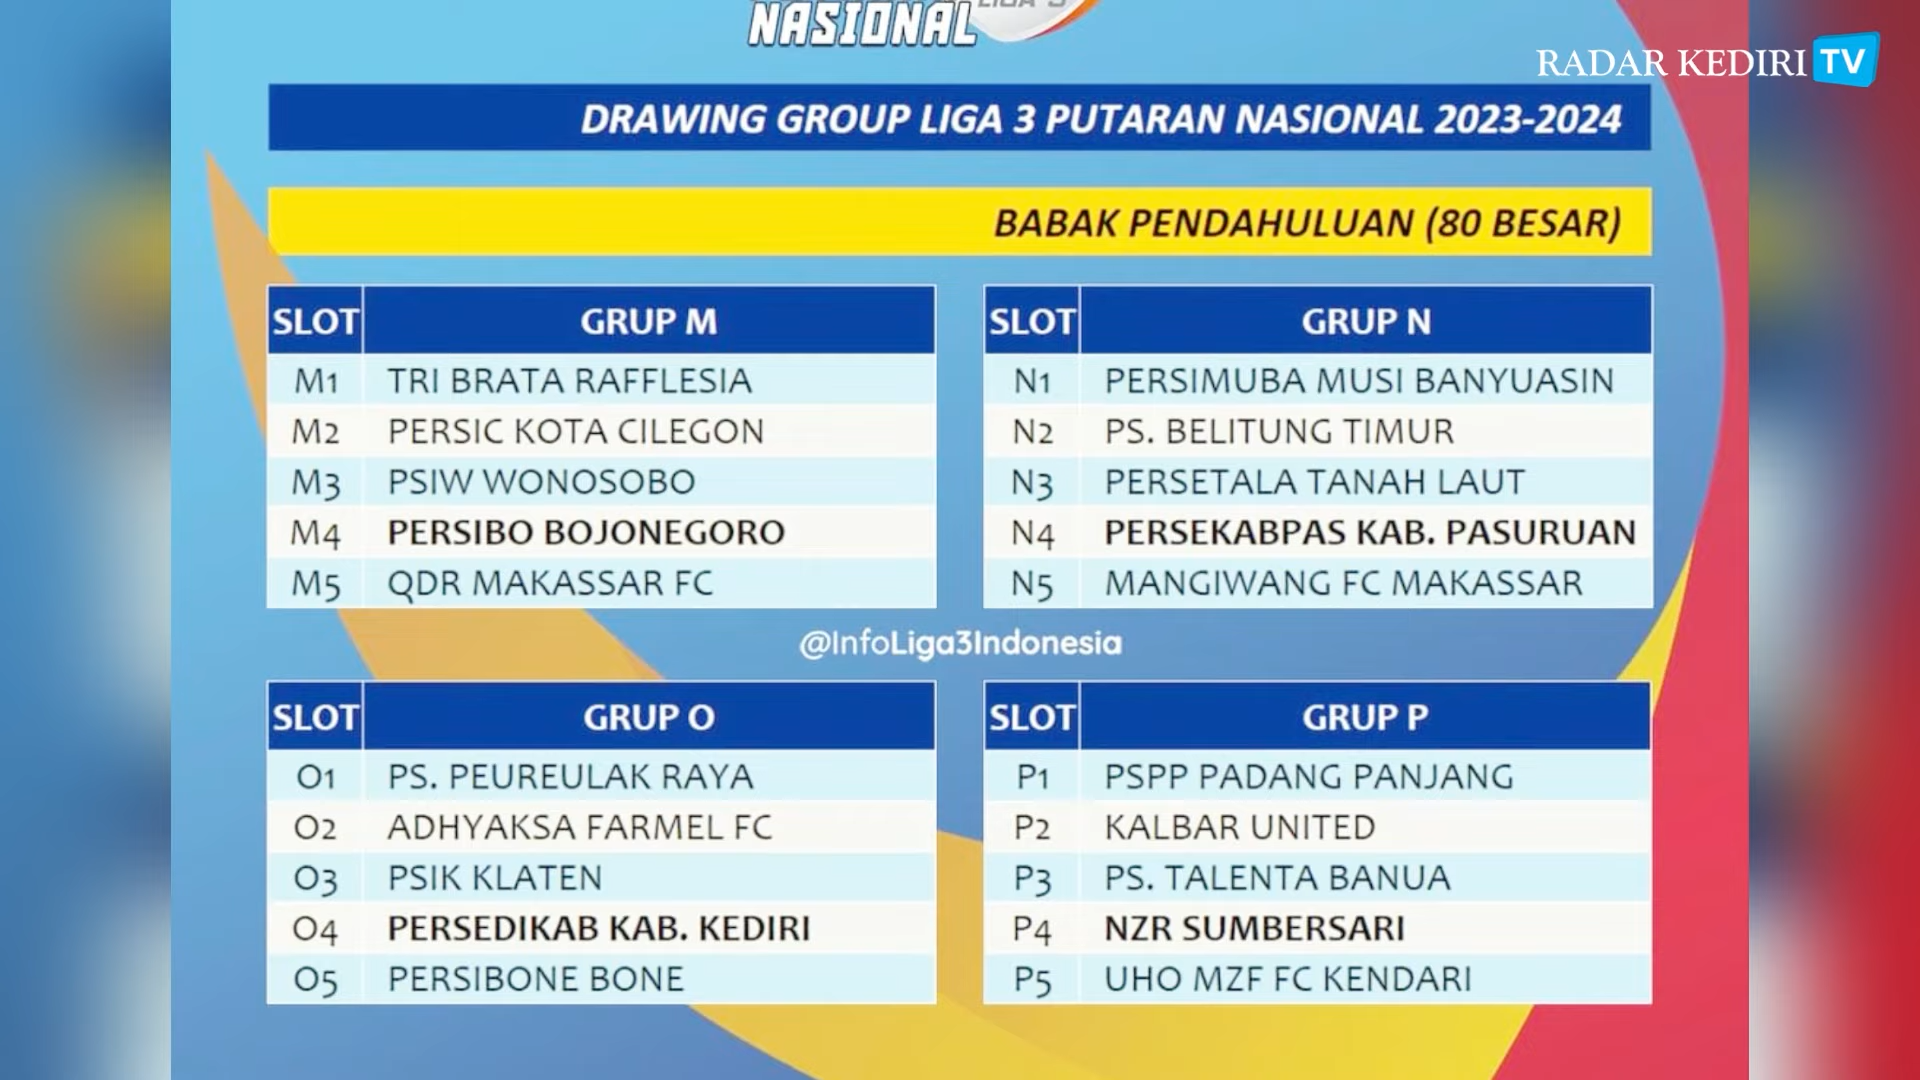 NASIONAL
LIGA 3
RADAR KEDIRI TV
DRAWING GROUP LIGA 3 PUTARAN NASIONAL 2023-2024
BABAK PENDAHULUAN (80 BESAR)
SLOT GRUP M
M1 TRI BRATA RAFFLESIA
M2 PERSIC KOTA CILEGON
M3 PSIW WONOSOBO
M4 PERSIBO BOJONEGORO
M5 QDR MAKASSAR FC
SLOT GRUP N
N1 PERSIMUBA MUSI BANYUASIN
N2 PS. BELITUNG TIMUR
N3 PERSETALA TANAH LAUT
N4 PERSEKABPAS KAB. PASURUAN
N5 MANGIWANG FC MAKASSAR
@InfoLiga3Indonesia
SLOT GRUP O
O1 PS. PEUREULAK RAYA
O2 ADHYAKSA FARMEL FC
O3 PSIK KLATEN
O4 PERSEDIKAB KAB. KEDIRI
O5 PERSIBONE BONE
SLOT GRUP P
P1 PSPP PADANG PANJANG
P2 KALBAR UNITED
P3 PS. TALENTA BANUA
P4 NZR SUMBERSARI
P5 UHO MZF FC KENDARI